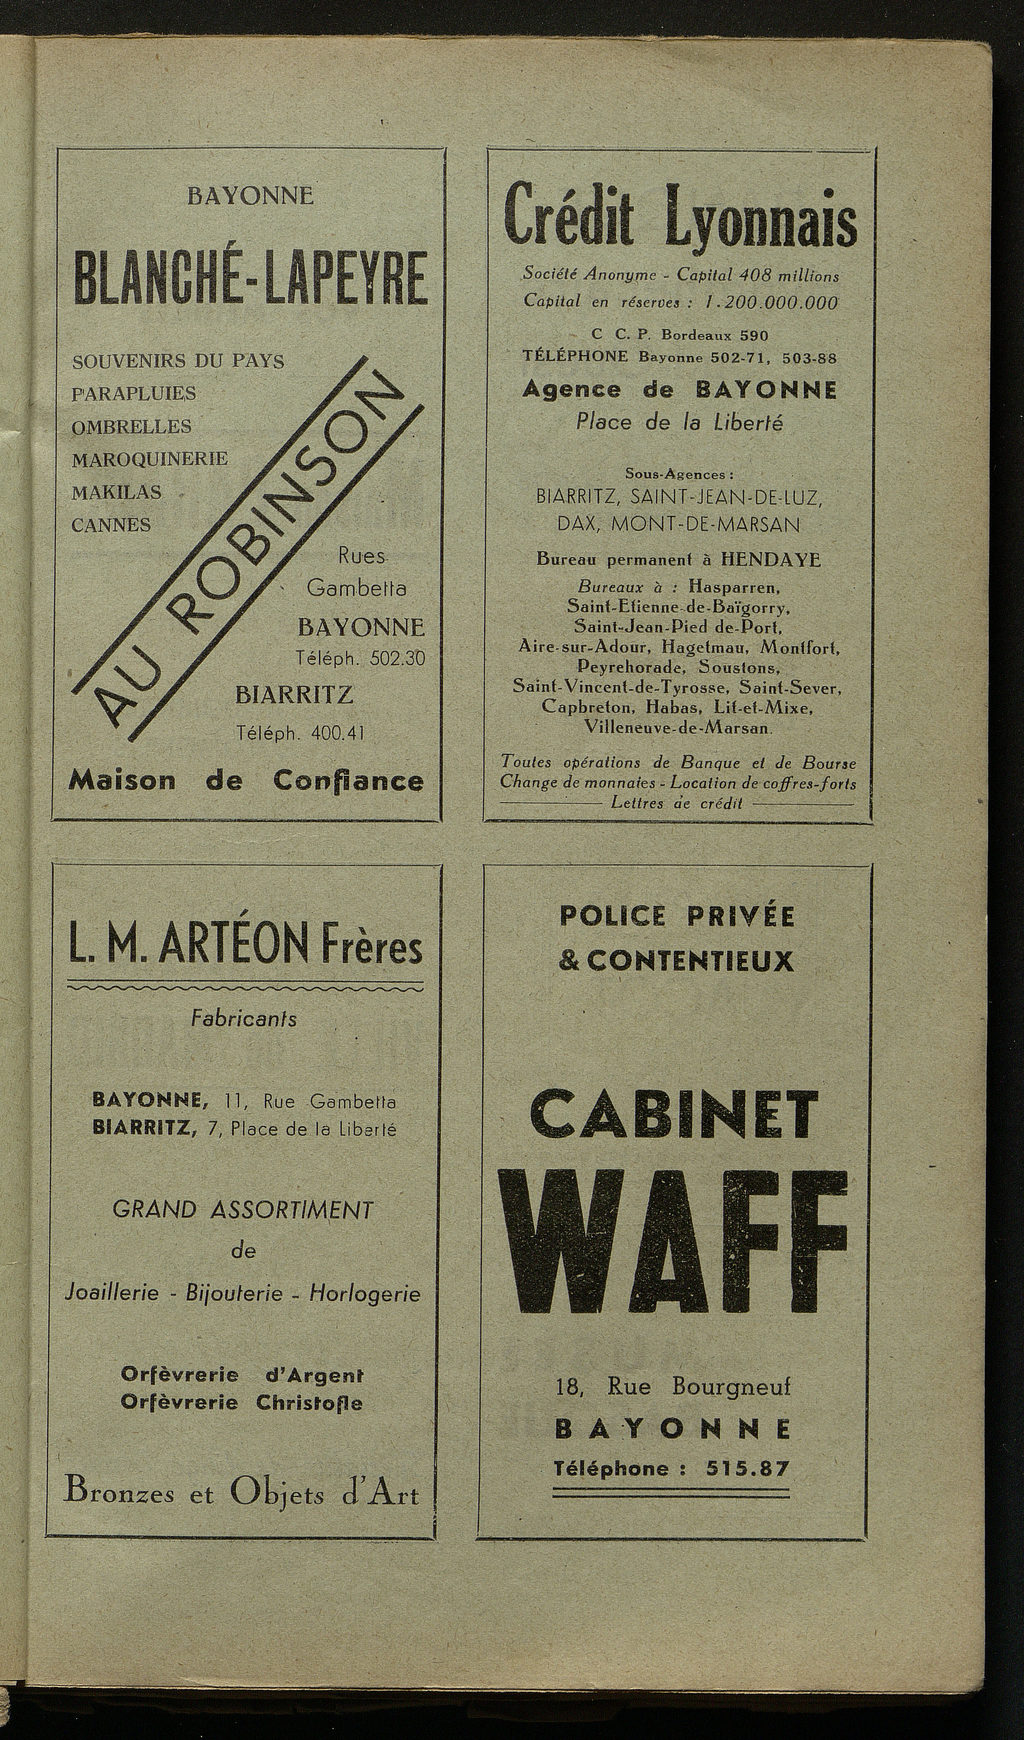 BAYONNE
BLANCHÉ-LAPEYRE
SOUVENIRS DU PAYS
PARAPLUIES
OMBRELLES
MAROQUINERIE
MAKILAS
CANNES
AU ROBINSON
Rues
Gambetta
BAYONNE
Téléph. 502.30
BIARRITZ
Téléph. 400.41
Maison de Confiance
Crédit Lyonnais
Société Anonyme - Capital 408 millions
Capital en réserves : 1.200.000.000
C C. P. Bordeaux 590
TÉLÉPHONE Bayonne 502-71, 503-88
Agence de BAYONNE
Place de la Liberté
Sous-Agences :
BIARRITZ, SAINT-JEAN-DE-LUZ,
DAX, MONT-DE-MARSAN
Bureau permanent à HENDAYE
Bureaux à : Hasparren,
Saint-Etienne-de-Baïgorry,
Saint-Jean-Pied de-Port,
Aire-sur-Adour, Hagetmau, Montfort,
Peyrehorade, Soustons,
Saint-Vincent-de-Tyrosse, Saint-Sever,
Capbreton, Habas, Lit-et-Mixe,
Villeneuve-de-Marsan.
Toutes opérations de Banque et de Bourse
Change de monnaies - Location de coffres-forts
Lettres de crédit
L. M. ARTÉON Frères
Fabricants
BAYONNE, 11, Rue Gambetta
BIARRITZ, 7, Place de la Liberté
GRAND ASSORTIMENT
de
Joaillerie - Bijouterie - Horlogerie
Orfèvrerie d'Argent
Orfèvrerie Christofle
Bronzes et Objets d'Art
POLICE PRIVÉE
& CONTENTIEUX
CABINET
WAFF
18, Rue Bourgneuf
BAYONNE
Téléphone : 515.87